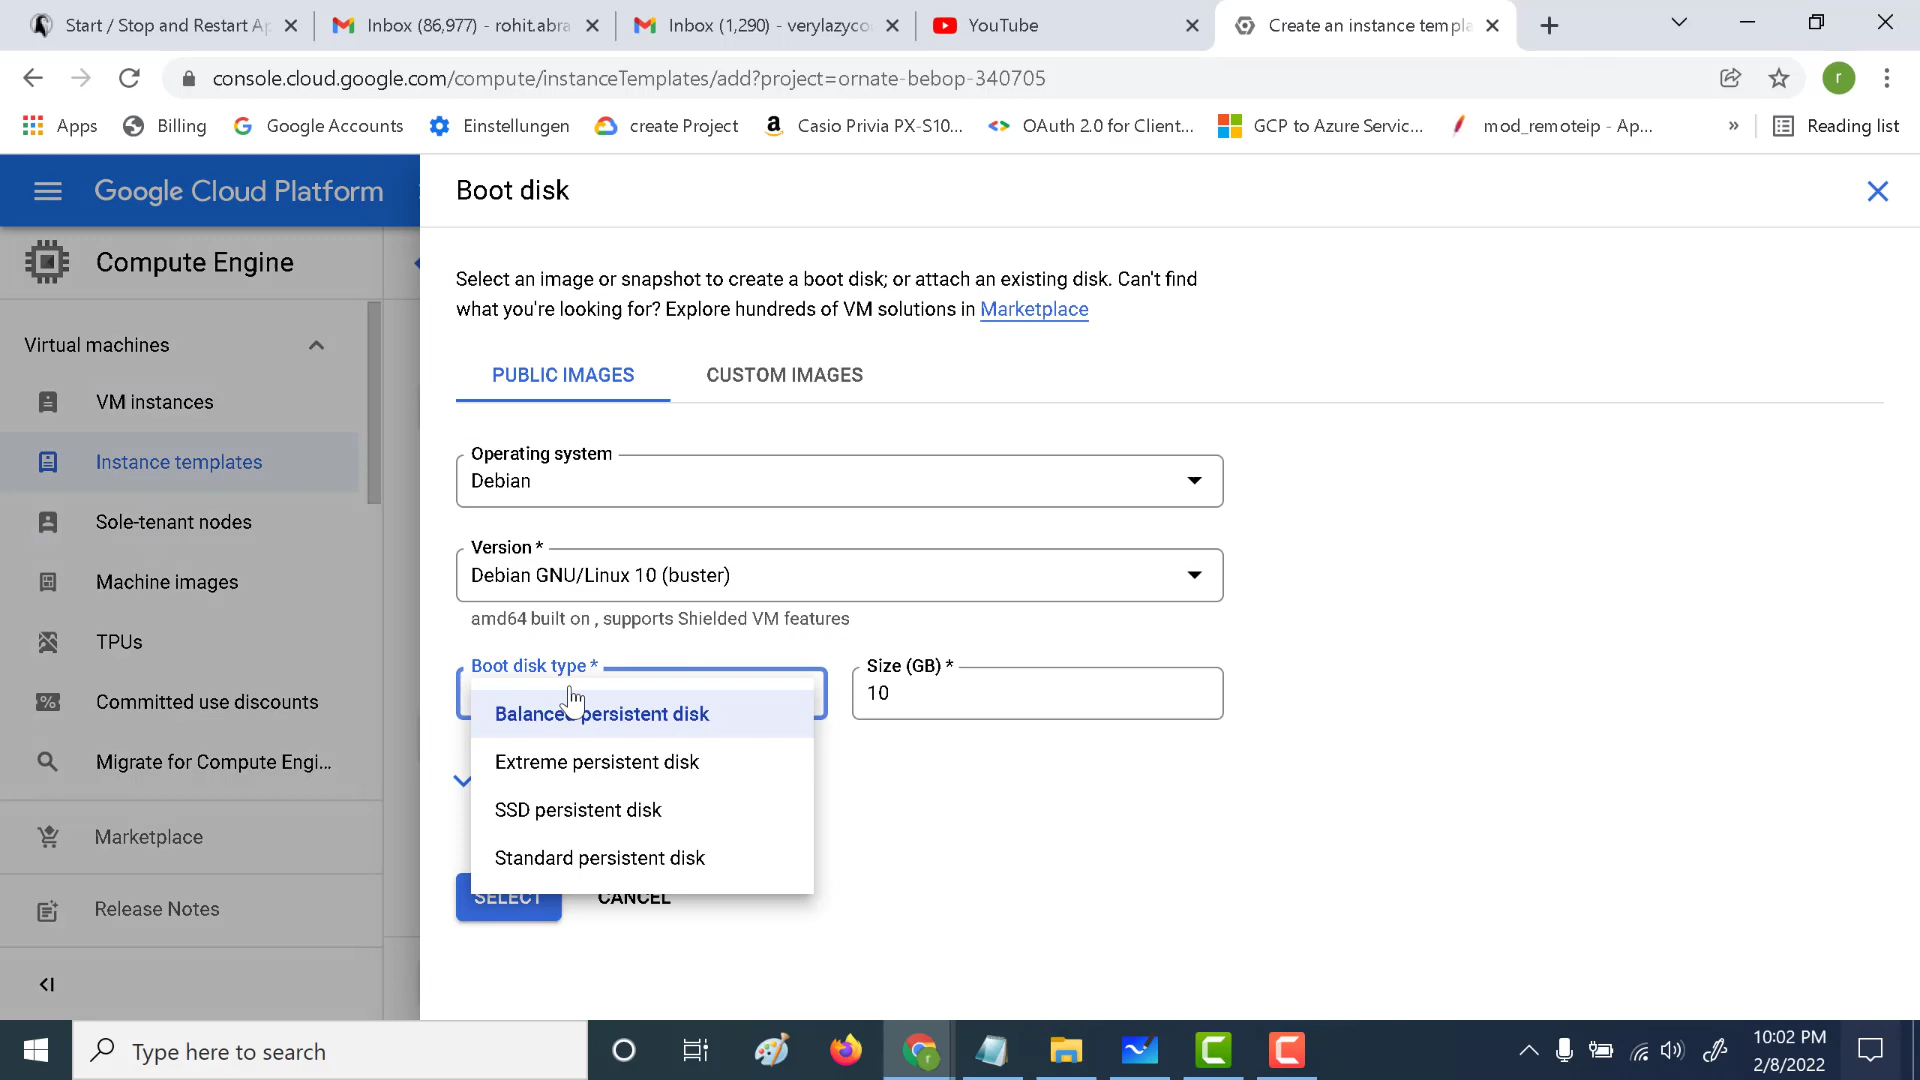 Start / Stop and Restart Ap
Inbox (86,977) - rohit.abra
Inbox (1,290) - verylazyco
YouTube
Create an instance templa
console.cloud.google.com/compute/instanceTemplates/add?project=ornate-bebop-340705
r
Apps
Billing
Google Accounts
Einstellungen
create Project
Casio Privia PX-S10...
OAuth 2.0 for Client...
GCP to Azure Servic...
mod_remoteip - Ap...
»
Reading list
Google Cloud Platform
Boot disk
Compute Engine
Select an image or snapshot to create a boot disk; or attach an existing disk. Can't find
what you're looking for? Explore hundreds of VM solutions in Marketplace
Virtual machines
PUBLIC IMAGES
CUSTOM IMAGES
VM instances
Instance templates
Sole-tenant nodes
Machine images
TPUs
Committed use discounts
Migrate for Compute Engi...
Marketplace
Release Notes
Operating system
Debian
Version *
Debian GNU/Linux 10 (buster)
amd64 built on , supports Shielded VM features
Boot disk type *
Size (GB) *
10
Balanced persistent disk
Extreme persistent disk
SSD persistent disk
Standard persistent disk
SELECT
CANCEL
Type here to search
10:02 PM
2/8/2022